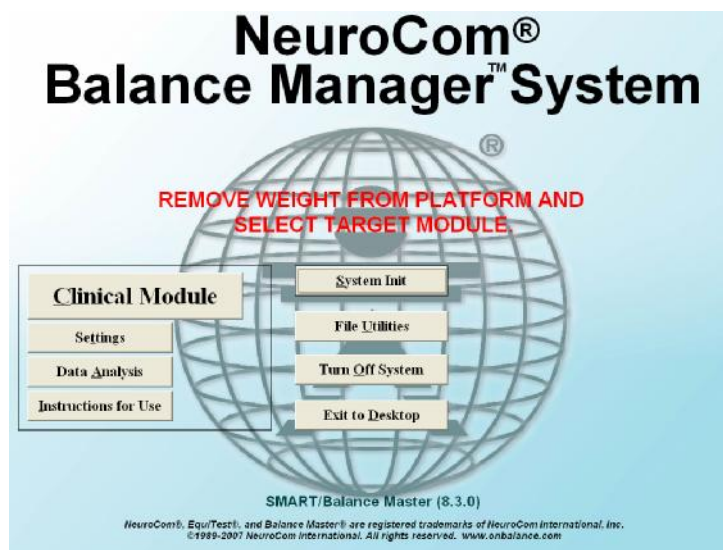 NeuroCom®
Balance Manager™ System
®
REMOVE WEIGHT FROM PLATFORM AND
SELECT TARGET MODULE.
Clinical Module
Settings
Data Analysis
Instructions for Use
System Init
File Utilities
Turn Off System
Exit to Desktop
SMART/Balance Master (8.3.0)
NeuroCom®, EquiTest®, and Balance Master® are registered trademarks of NeuroCom International, Inc.
©1989-2007 NeuroCom International. All rights reserved. www.onbalance.com